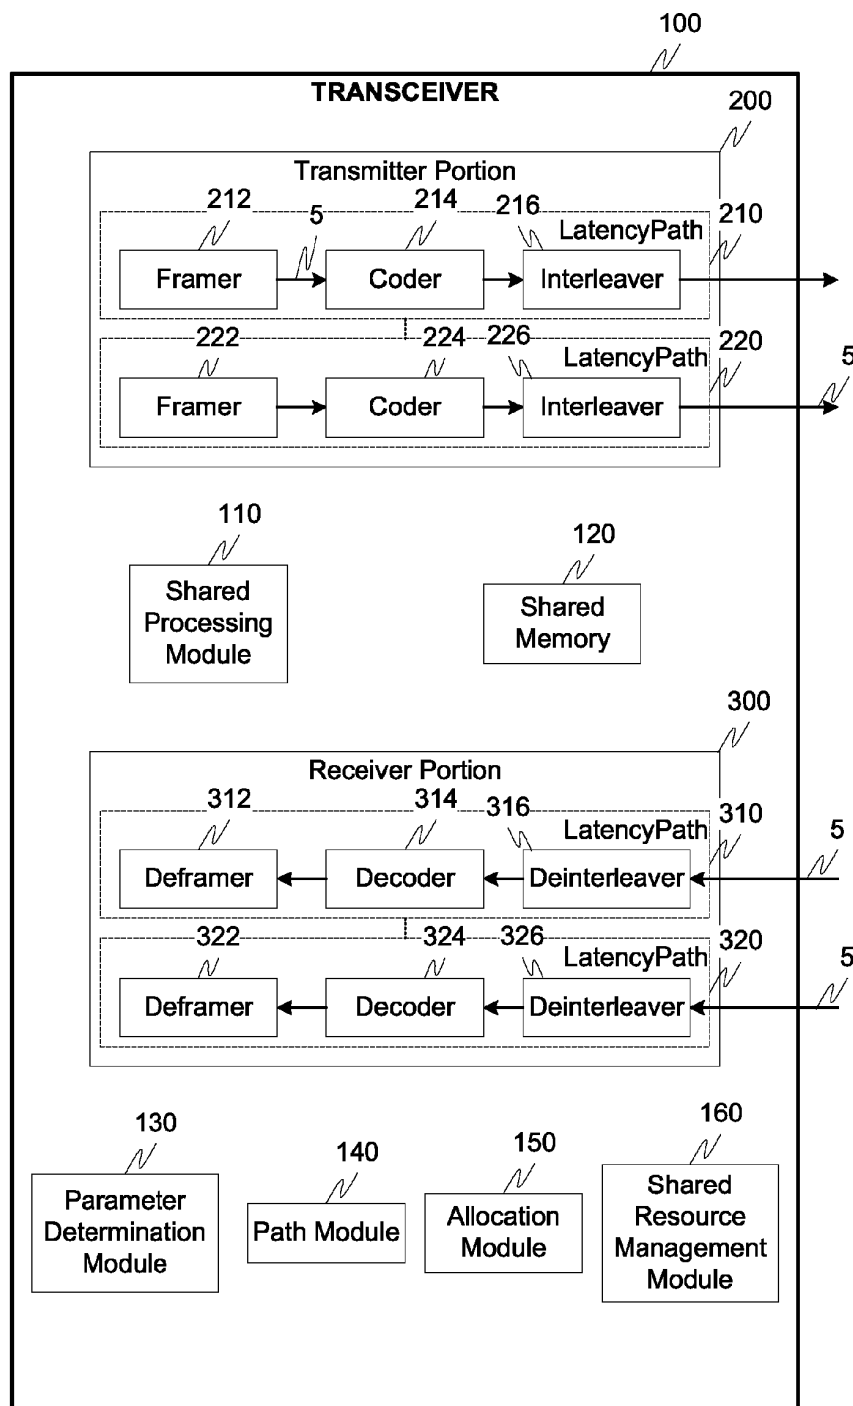 100
TRANSCEIVER
200
Transmitter Portion
212
5
214
216
210
LatencyPath
Framer
Coder
Interleaver
222
224
226
220
5
LatencyPath
Framer
Coder
Interleaver
110
120
Shared
Processing
Module
Shared
Memory
300
Receiver Portion
312
314
316
310
5
LatencyPath
Deframer
Decoder
Deinterleaver
322
324
326
320
5
LatencyPath
Deframer
Decoder
Deinterleaver
130
140
150
160
Parameter
Determination
Module
Path Module
Allocation
Module
Shared
Resource
Management
Module